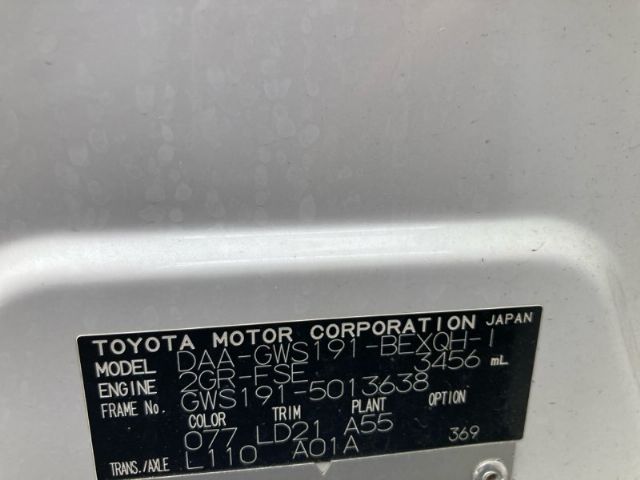 TOYOTA MOTOR CORPORATION JAPAN
MODEL DAA-GWS191-BEXQH-I
ENGINE 2GR-FSE 3456 mL
FRAME No. GWS191-5013638
COLOR TRIM PLANT OPTION
077 LD21 A55
TRANS./AXLE L110 A01A 369